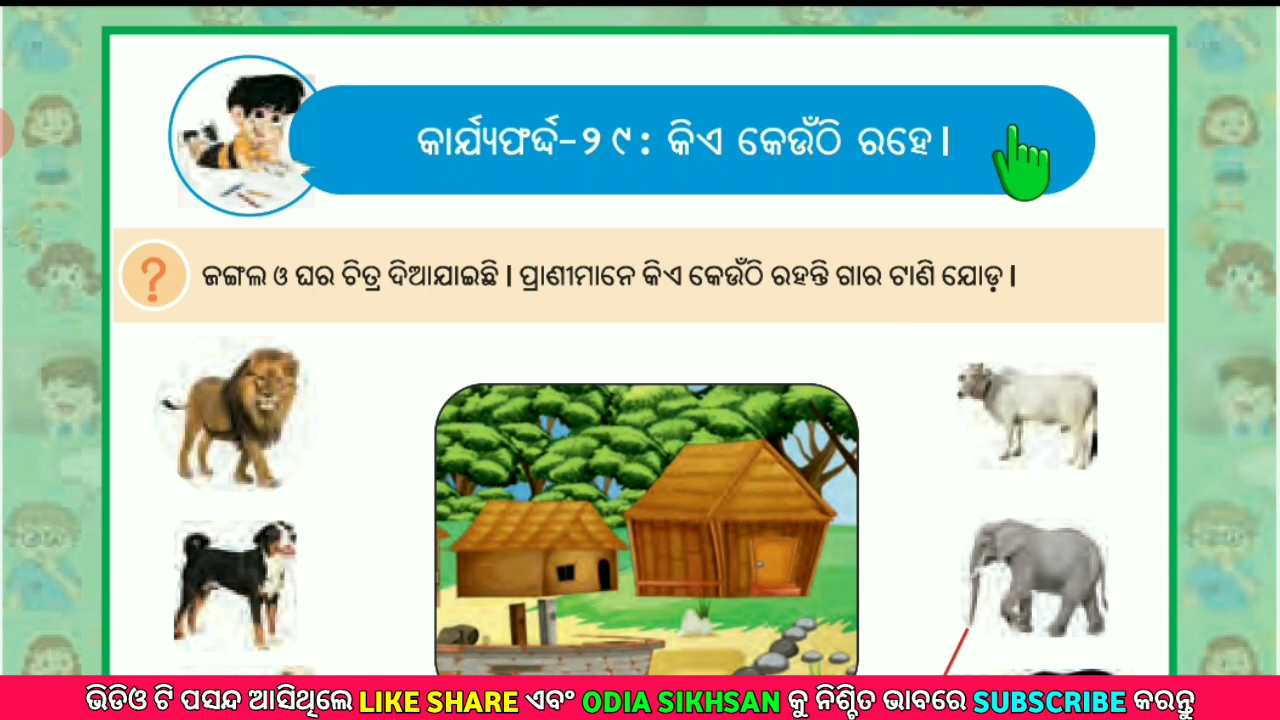 କାର୍ଯ୍ୟଫର୍ଦ୍ଦ-୨୯: କିଏ କେଉଁଠି ରହେ।
?
ଜଙ୍ଗଲ ଓ ଘର ଚିତ୍ର ଦିଆଯାଇଛି। ପ୍ରାଣୀମାନେ କିଏ କେଉଁଠି ରହନ୍ତି ଗାର ଟାଣି ଯୋଡ଼।
ଭିଡିଓ ଟି ପସନ୍ଦ ଆସିଥିଲେ LIKE SHARE ଏବଂ ODIA SIKHSAN କୁ ନିଶ୍ଚିତ ଭାବରେ SUBSCRIBE କରନ୍ତୁ